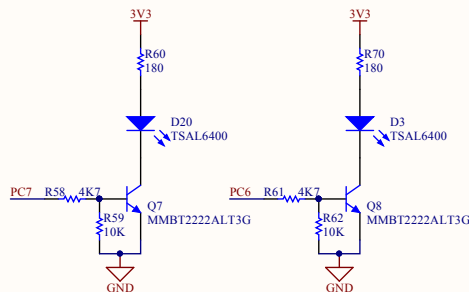 3V3
3V3
R60
180
R70
180
D20
TSAL6400
D3
TSAL6400
PC7
R58
4K7
Q7
MMBT2222ALT3G
R59
10K
PC6
R61
4K7
Q8
MMBT2222ALT3G
R62
10K
GND
GND